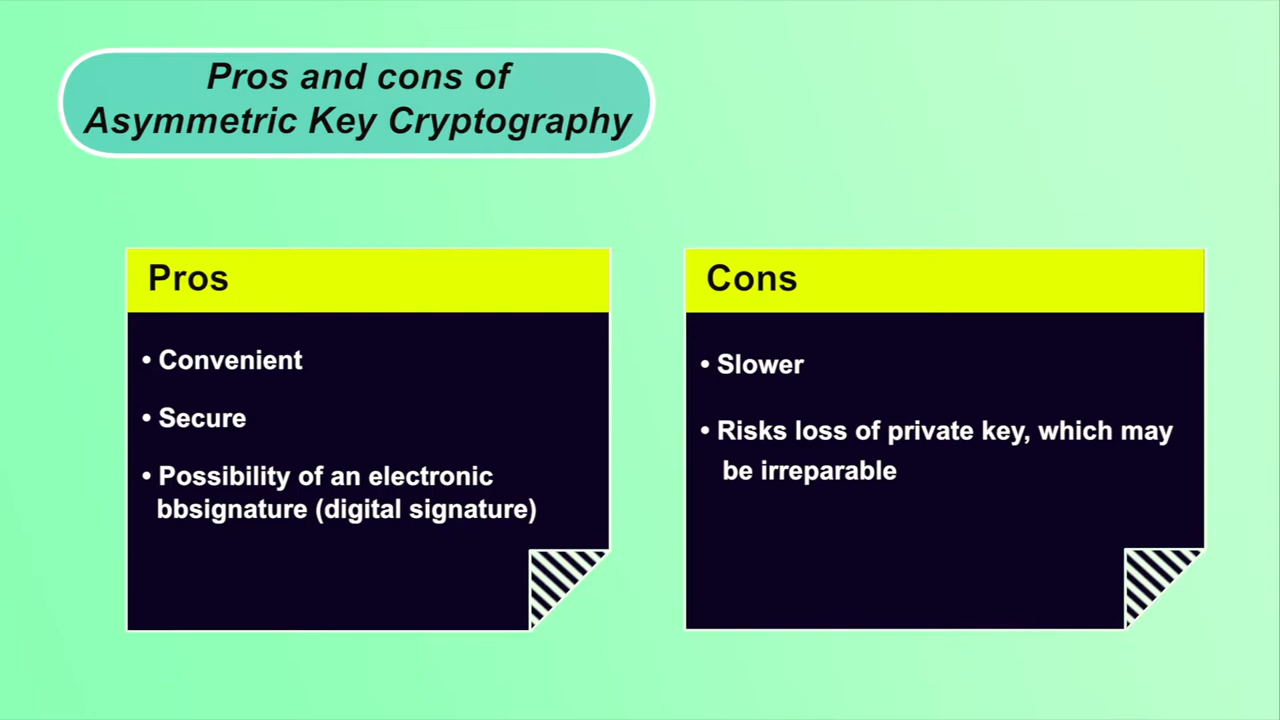 Pros and cons of
Asymmetric Key Cryptography
Pros
• Convenient
• Secure
• Possibility of an electronic
bbsignature (digital signature)
Cons
• Slower
• Risks loss of private key, which may
be irreparable